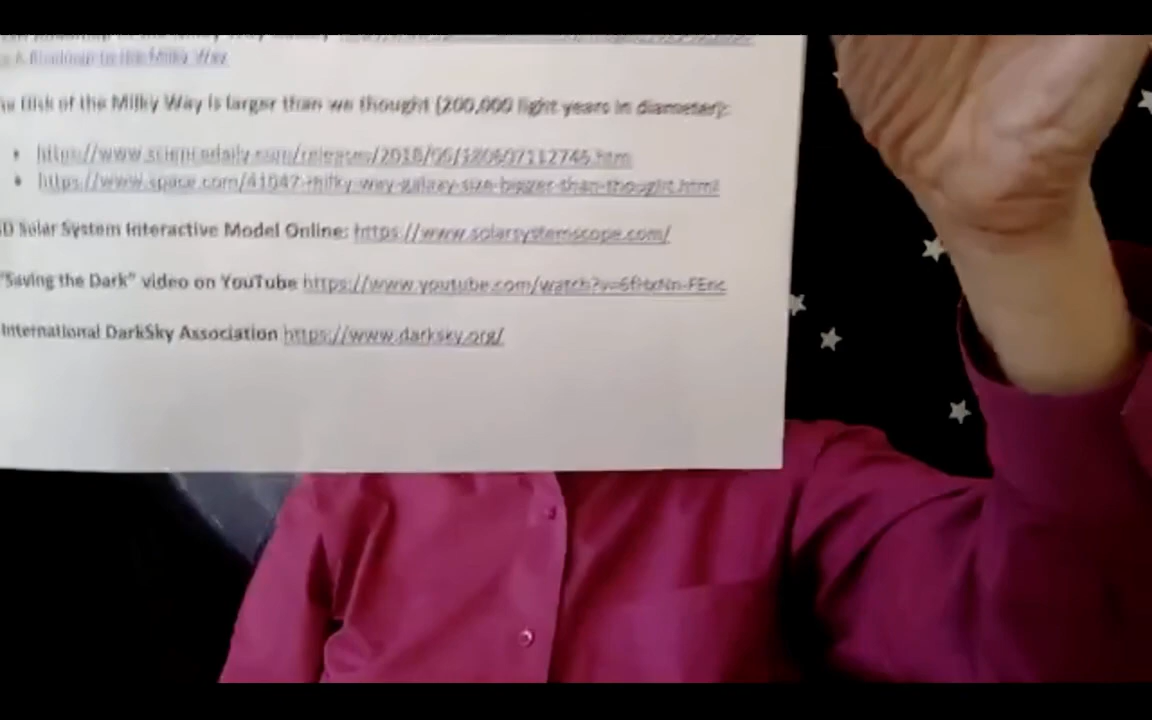 A Roadmap to the Milky Way
Disk of the Milky Way is larger than we thought (200,000 light years in diameter):
• https://www.sciencedaily.com/releases/2018/06/180607112745.htm
• https://www.space.com/41047-milky-way-galaxy-size-bigger-than-thought.html
D Solar System Interactive Model Online: https://www.solarsystemscope.com/
"Saving the Dark" video on YouTube
International DarkSky Association https://www.darksky.org/